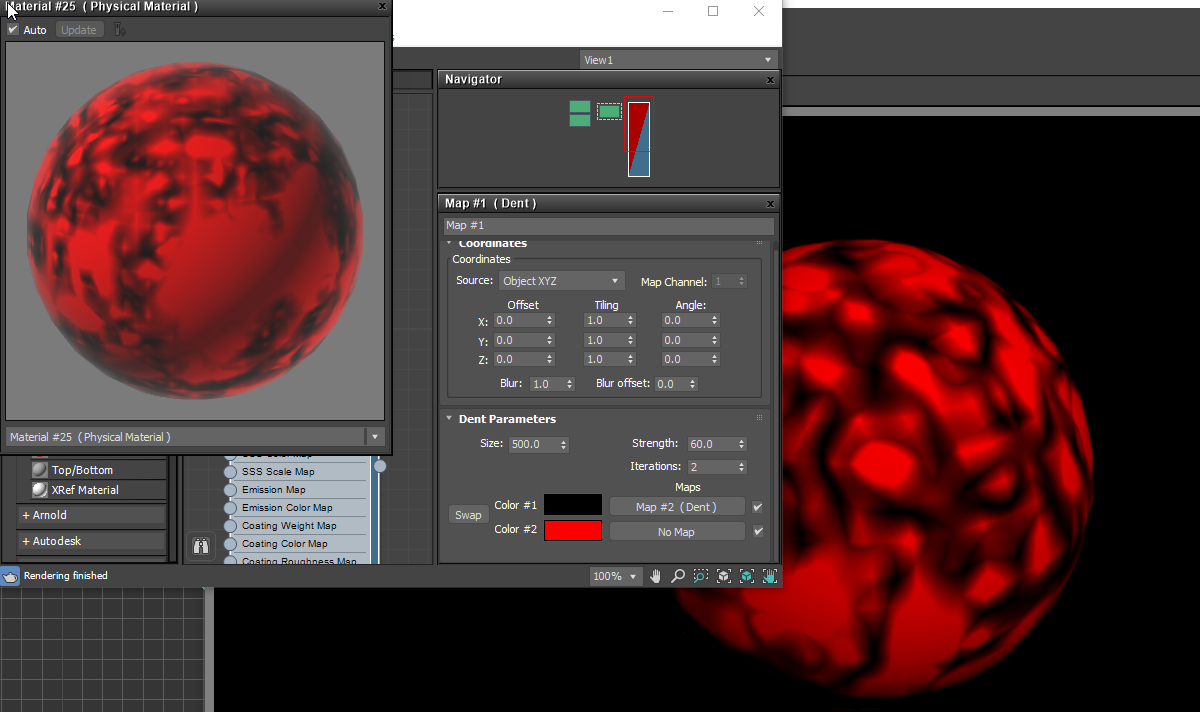 Material #25 ( Physical Material )
x
Auto
Update
View1
Navigator
x
Map #1 ( Dent )
x
Map #1
Coordinates
Coordinates
Source: Object XYZ
Map Channel: 1
Offset Tiling Angle:
X: 0.0 1.0 0.0
Y: 0.0 1.0 0.0
Z: 0.0 1.0 0.0
Blur: 1.0 Blur offset: 0.0
Dent Parameters
Size: 500.0 Strength: 60.0
Iterations: 2
Maps
Swap
Color #1 Map #2 ( Dent )
Color #2 No Map
Material #25 ( Physical Material )
Top/Bottom
XRef Material
+ Arnold
+ Autodesk
SSS Scale Map
Emission Map
Emission Color Map
Coating Weight Map
Coating Color Map
Coating Roughness Map
Rendering finished
100%